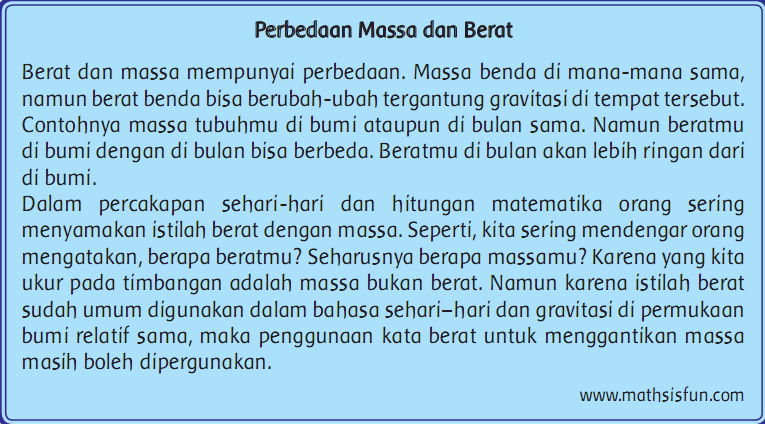 Perbedaan Massa dan Berat
Berat dan massa mempunyai perbedaan. Massa benda di mana-mana sama,
namun berat benda bisa berubah-ubah tergantung gravitasi di tempat tersebut.
Contohnya massa tubuhmu di bumi ataupun di bulan sama. Namun beratmu
di bumi dengan di bulan bisa berbeda. Beratmu di bulan akan lebih ringan dari
di bumi.
Dalam percakapan sehari-hari dan hitungan matematika orang sering
menyamakan istilah berat dengan massa. Seperti, kita sering mendengar orang
mengatakan, berapa beratmu? Seharusnya berapa massamu? Karena yang kita
ukur pada timbangan adalah massa bukan berat. Namun karena istilah berat
sudah umum digunakan dalam bahasa sehari–hari dan gravitasi di permukaan
bumi relatif sama, maka penggunaan kata berat untuk menggantikan massa
masih boleh dipergunakan.
www.mathsisfun.com